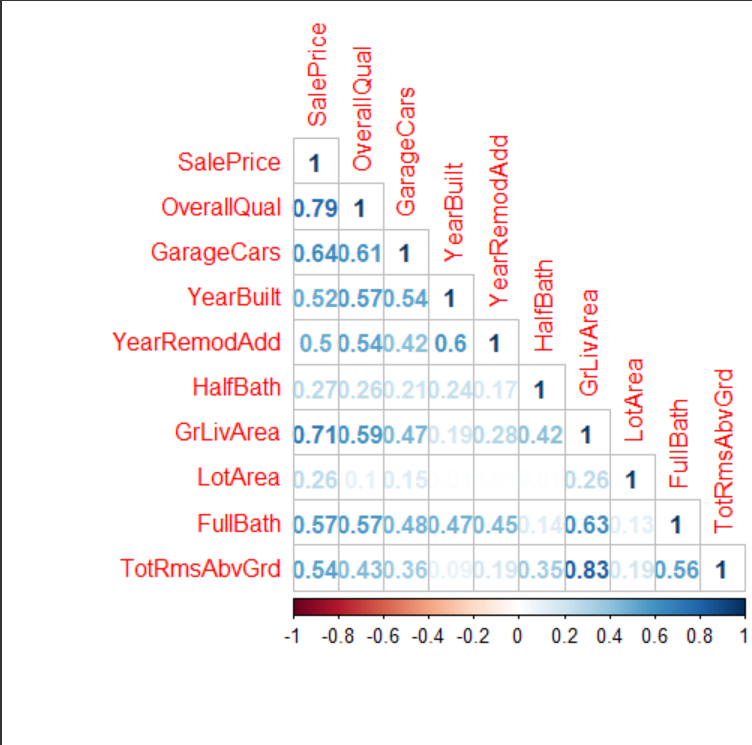 SalePrice
OverallQual
GarageCars
YearBuilt
YearRemodAdd
HalfBath
GrLivArea
LotArea
FullBath
TotRmsAbvGrd
SalePrice 1
OverallQual 0.79 1
GarageCars 0.64 0.61 1
YearBuilt 0.52 0.57 0.54 1
YearRemodAdd 0.5 0.54 0.42 0.6 1
HalfBath 0.27 0.26 0.21 0.24 0.17 1
GrLivArea 0.71 0.59 0.47 0.19 0.28 0.42 1
LotArea 0.26 0.1 0.15 0.01 0.01 0.26 1
FullBath 0.57 0.57 0.48 0.47 0.45 0.14 0.63 0.13 1
TotRmsAbvGrd 0.54 0.43 0.36 0.09 0.19 0.35 0.83 0.19 0.56 1
-1 -0.8 -0.6 -0.4 -0.2 0 0.2 0.4 0.6 0.8 1